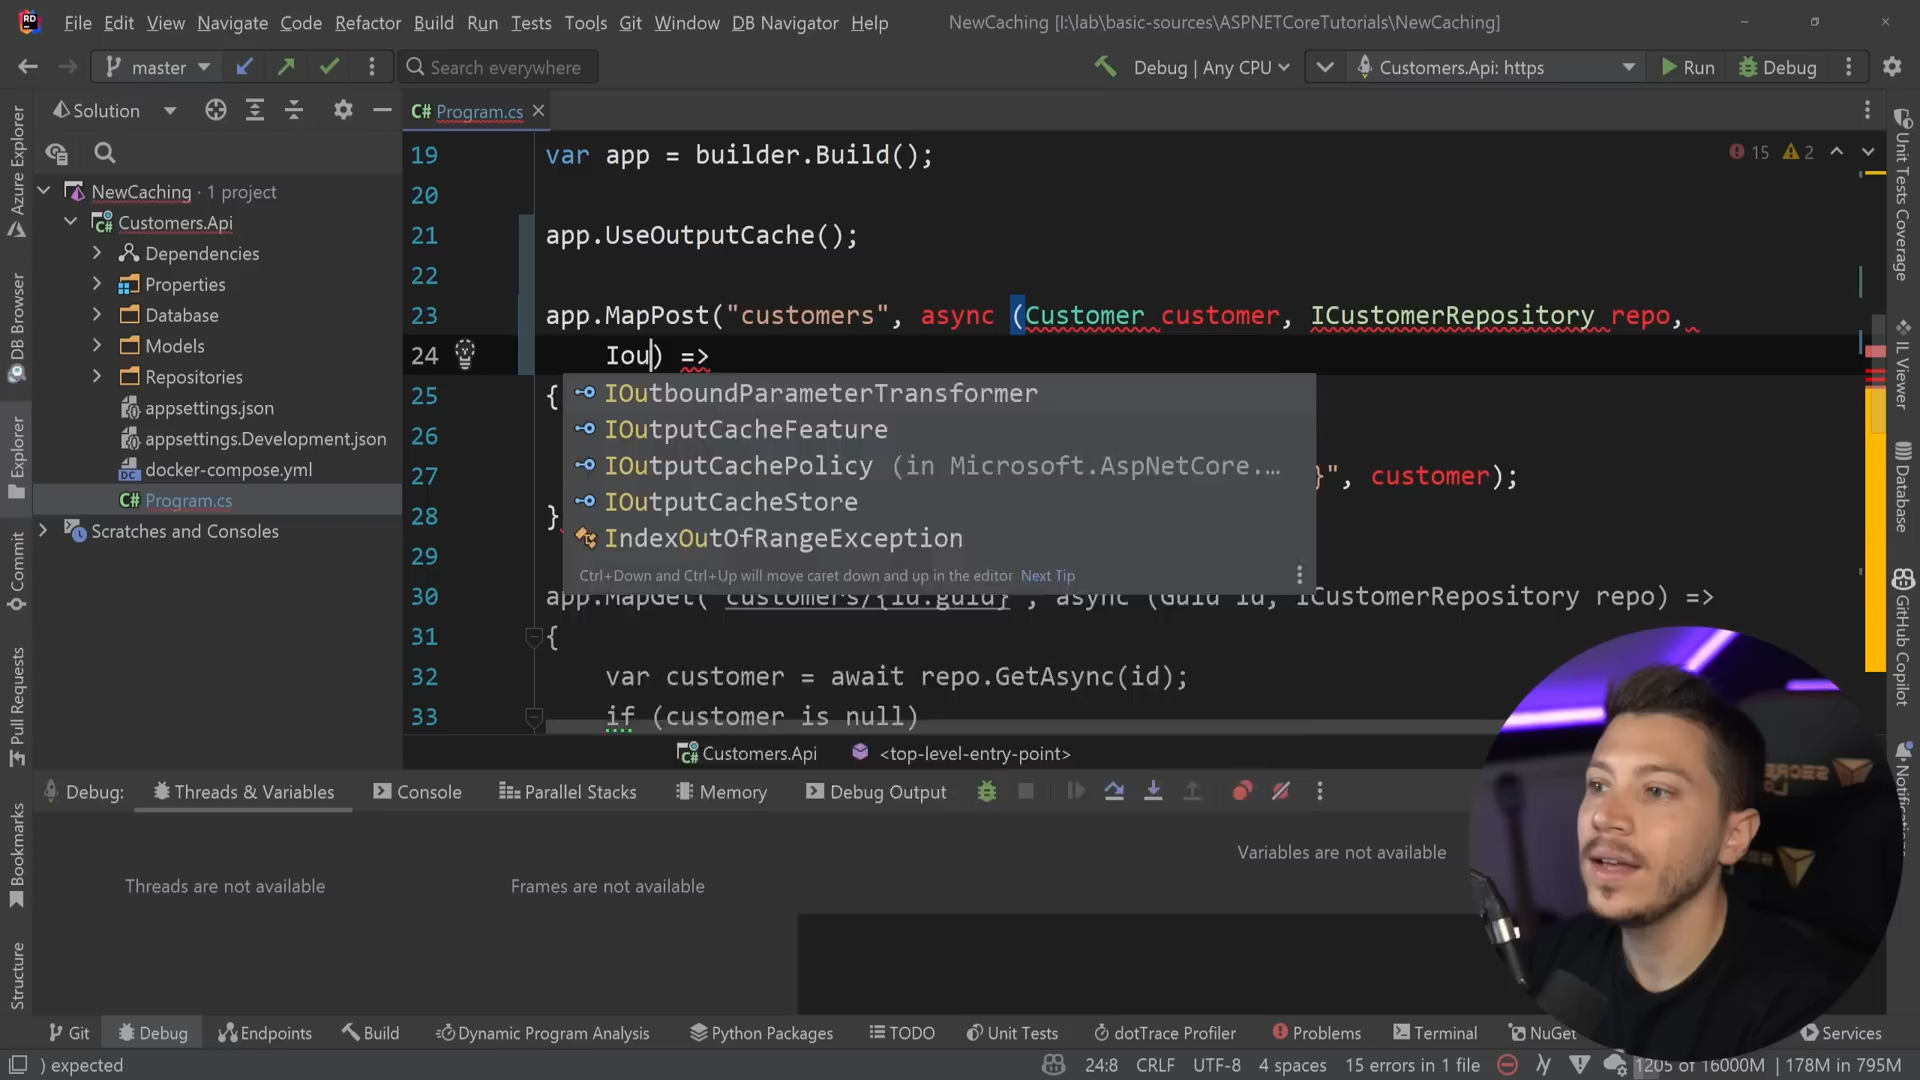 File Edit View Navigate Code Refactor Build Run Tests Tools Git Window DB Navigator Help NewCaching [I:\lab\basic-sources\ASPNETCoreTutorials\NewCaching]
master Search everywhere Debug | Any CPU Customers.Api: https Run Debug
Solution
C# Program.cs
NewCaching · 1 project
Customers.Api
Dependencies
Properties
Database
Models
Repositories
appsettings.json
appsettings.Development.json
docker-compose.yml
C# Program.cs
Scratches and Consoles
Azure Explorer
DB Browser
Explorer
Commit
Pull Requests
Bookmarks
Structure
15 2
19 var app = builder.Build();
20
21 app.UseOutputCache();
22
23 app.MapPost("customers", async (Customer customer, ICustomerRepository repo,
24 Iou) =>
25 {
26
27 }", customer);
28 }
29
30 app.MapGet("customers/{id:guid}", async (Guid id, ICustomerRepository repo) =>
31 {
32 var customer = await repo.GetAsync(id);
33 if (customer is null)
IOutboundParameterTransformer
IOutputCacheFeature
IOutputCachePolicy (in Microsoft.AspNetCore....
IOutputCacheStore
IndexOutOfRangeException
Ctrl+Down and Ctrl+Up will move caret down and up in the editor Next Tip
Customers.Api <top-level-entry-point>
Unit Tests Coverage
IL Viewer
Database
GitHub Copilot
Debug: Threads & Variables Console Parallel Stacks Memory Debug Output
Threads are not available Frames are not available
Variables are not available
Git Debug Endpoints Build Dynamic Program Analysis Python Packages TODO Unit Tests dotTrace Profiler Problems Terminal NuGet Services
) expected 24:8 CRLF UTF-8 4 spaces 15 errors in 1 file 1205 of 16000M 178M in 795M